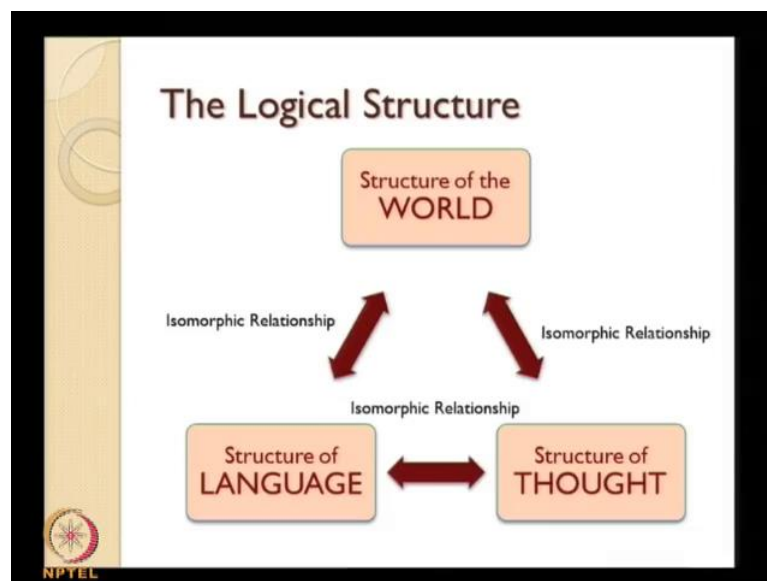 The Logical Structure
Structure of the
WORLD
Isomorphic Relationship
Isomorphic Relationship
Isomorphic Relationship
Structure of
LANGUAGE
Structure of
THOUGHT
NPTEL